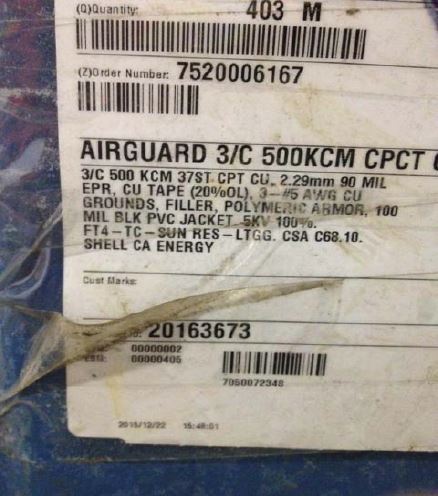 (Q)Quantity: 403 M
(Z)Order Number: 7520006167
AIRGUARD 3/C 500KCM CPCT
3/C 500 KCM 37ST CPT CU, 2.29mm 90 MIL
EPR, CU TAPE (20%OL), 3-#5 AWG CU
GROUNDS, FILLER, POLYMERIC ARMOR, 100
MIL BLK PVC JACKET 5KV 100%.
FT4-TC-SUN RES-LTGG. CSA C68.10.
SHELL CA ENERGY
Cust Marks:
20163673
00000002
00000405
7050072348
2015/12/22 15:48:01